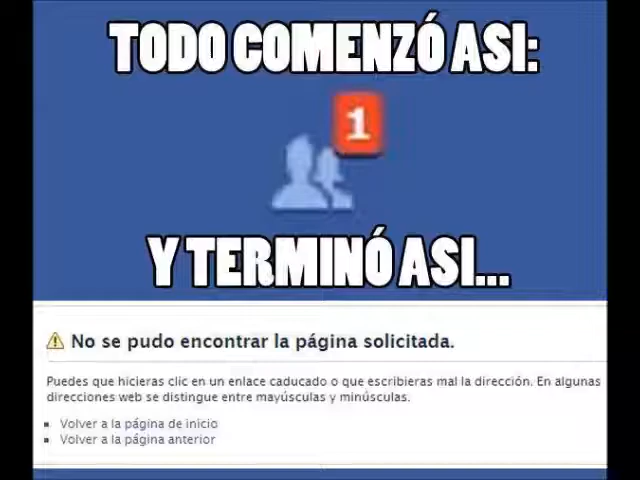 TODO COMENZÓ ASI:
1
Y TERMINÓ ASI...
No se pudo encontrar la página solicitada.
Puedes que hicieras clic en un enlace caducado o que escribieras mal la dirección. En algunas
direcciones web se distingue entre mayúsculas y minúsculas.
Volver a la página de inicio
Volver a la página anterior